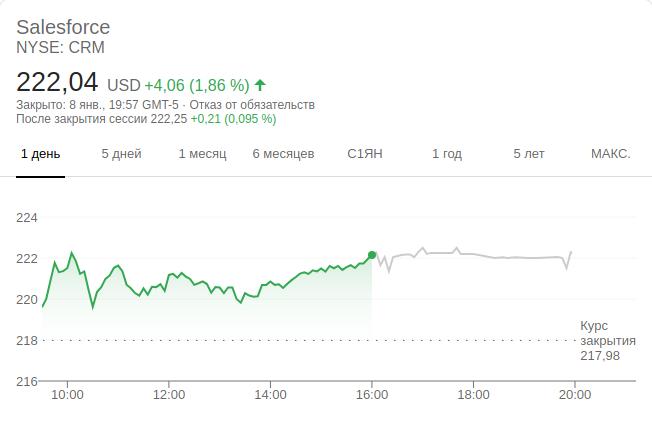 Salesforce
NYSE: CRM
222,04 USD +4,06 (1,86 %)
Закрыто: 8 янв., 19:57 GMT-5 · Отказ от обязательств
После закрытия сессии 222,25 +0,21 (0,095 %)
1 день 5 дней 1 месяц 6 месяцев С1ЯН 1 год 5 лет МАКС.
224
222
220
218
216
Курс
закрытия
217,98
10:00 12:00 14:00 16:00 18:00 20:00